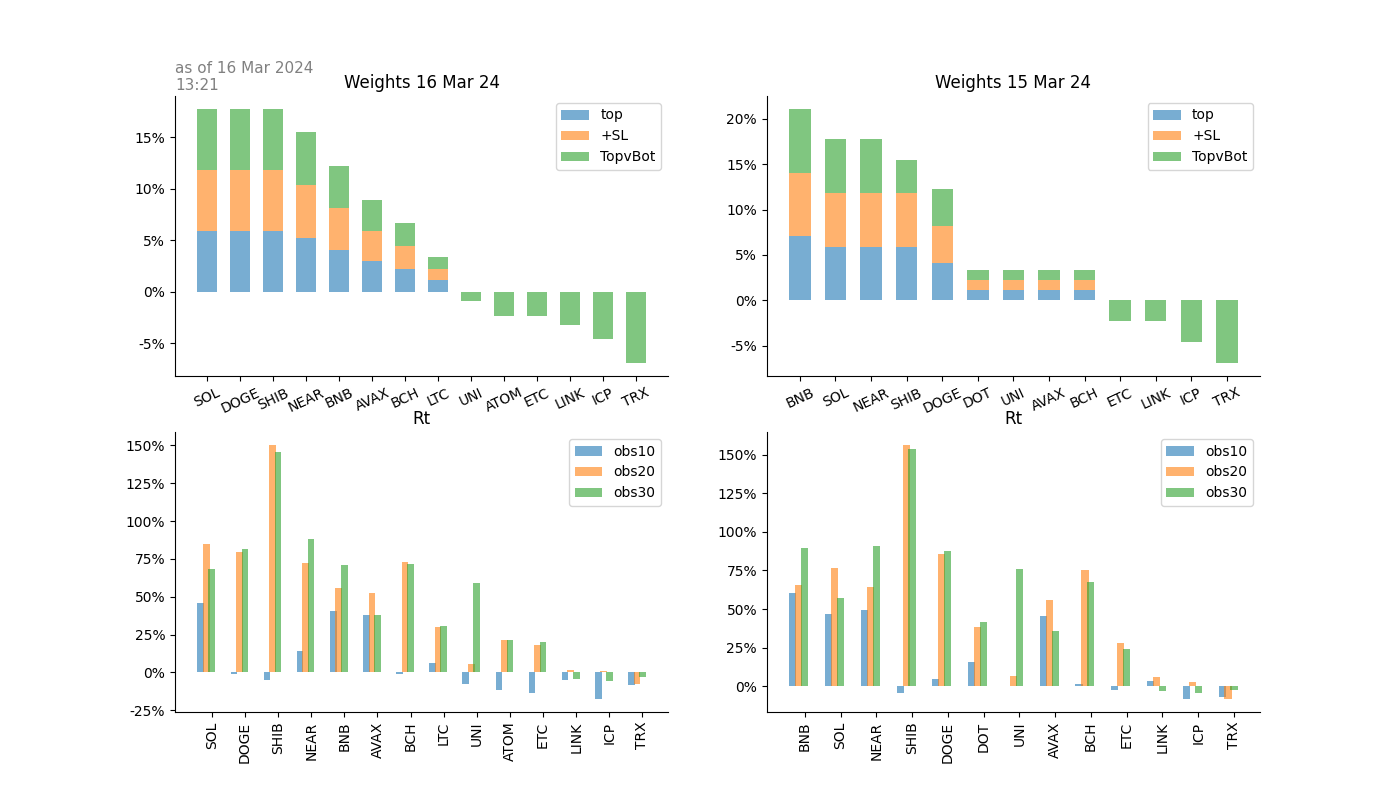 as of 16 Mar 2024
13:21
Weights 16 Mar 24
top
+SL
TopvBot
15%
10%
5%
0%
-5%
SOL DOGE SHIB NEAR BNB AVAX BCH LTC UNI ATOM ETC LINK ICP TRX
Weights 15 Mar 24
top
+SL
TopvBot
20%
15%
10%
5%
0%
-5%
BNB SOL NEAR SHIB DOGE DOT UNI AVAX BCH ETC LINK ICP TRX
Rt
obs10
obs20
obs30
150%
125%
100%
75%
50%
25%
0%
-25%
SOL DOGE SHIB NEAR BNB AVAX BCH LTC UNI ATOM ETC LINK ICP TRX
Rt
obs10
obs20
obs30
150%
125%
100%
75%
50%
25%
0%
BNB SOL NEAR SHIB DOGE DOT UNI AVAX BCH ETC LINK ICP TRX